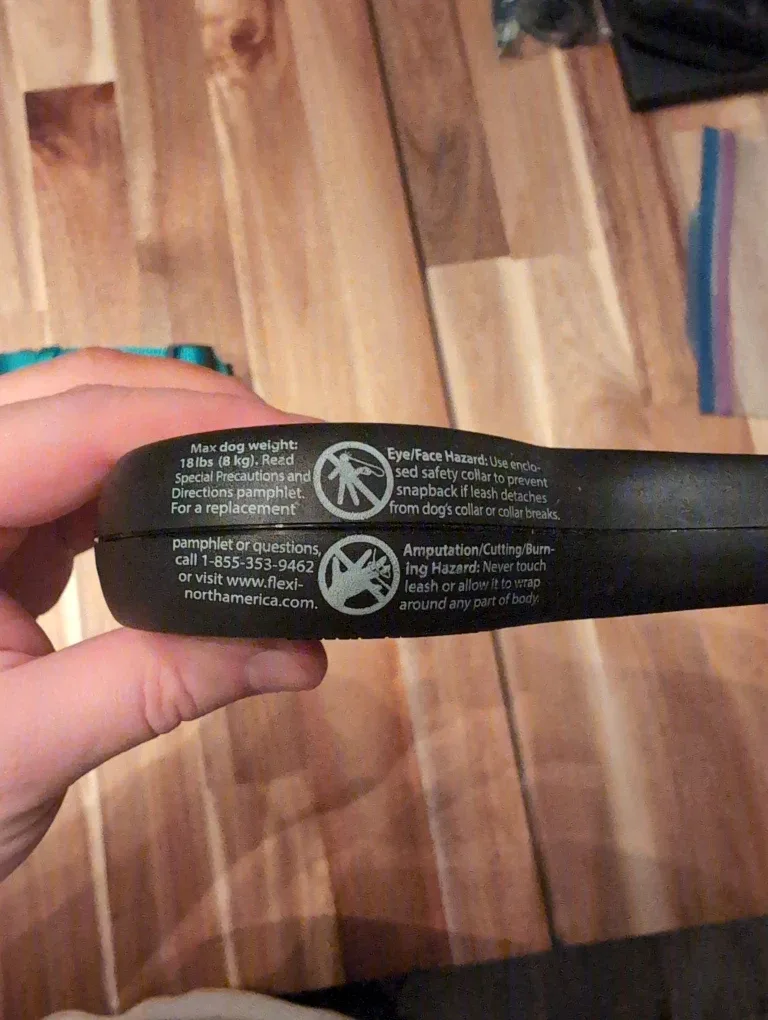 Max dog weight:
18 lbs (8 kg). Read
Special Precautions and
Directions pamphlet.
For a replacement
pamphlet or questions,
call 1-855-353-9462
or visit www.flexi-
northamerica.com.
Eye/Face Hazard: Use enclo-
sed safety collar to prevent
snapback if leash detaches
from dog's collar or collar breaks.
Amputation/Cutting/Burn-
ing Hazard: Never touch
leash or allow it to wrap
around any part of body.